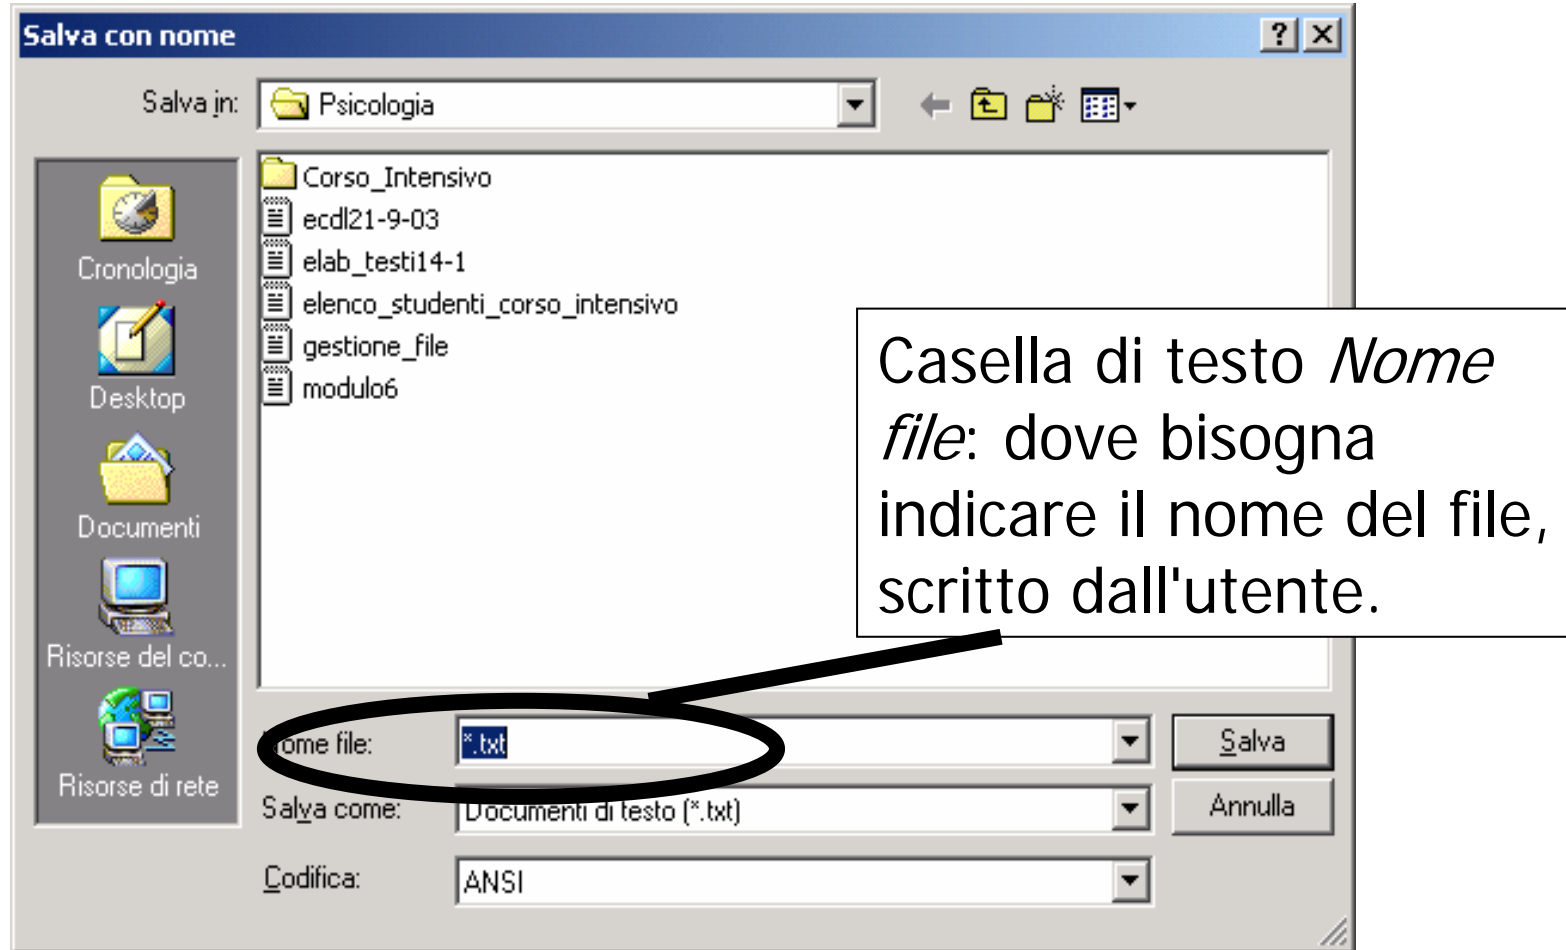 Salva con nome
Salva in:
Psicologia
Cronologia
Desktop
Documenti
Risorse del co...
Risorse di rete
Corso_Intensivo
ecdl21-9-03
elab_testi14-1
elenco_studenti_corso_intensivo
gestione_file
modulo6
Casella di testo Nome
file: dove bisogna
indicare il nome del file,
scritto dall'utente.
Nome file:
*.txt
Salva
Salva come:
Documenti di testo (*.txt)
Annulla
Codifica:
ANSI